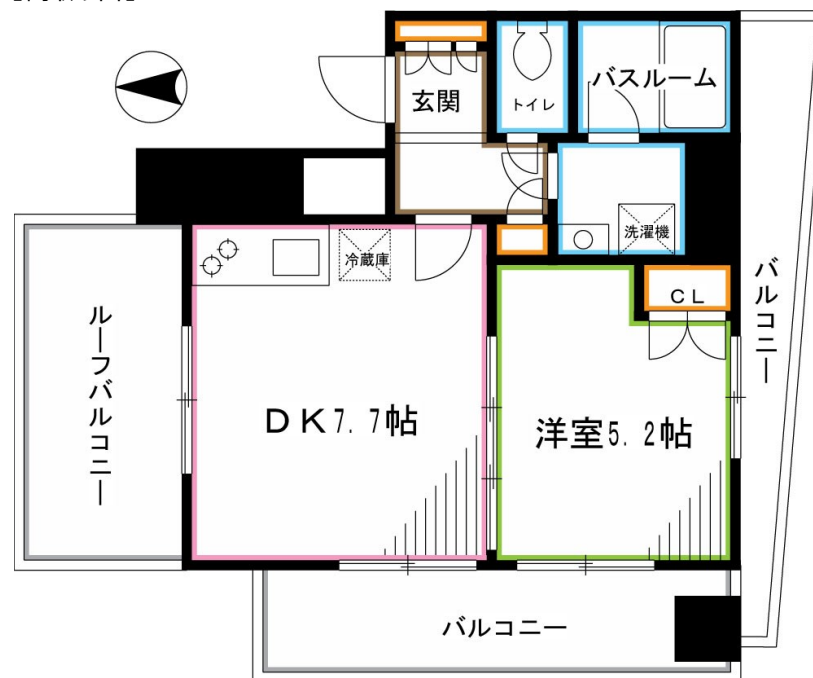 玄関
トイレ
バスルーム
洗濯機
冷蔵庫
CL
ルーフバルコニー
DK7.7帖
洋室5.2帖
バルコニー
バルコニー